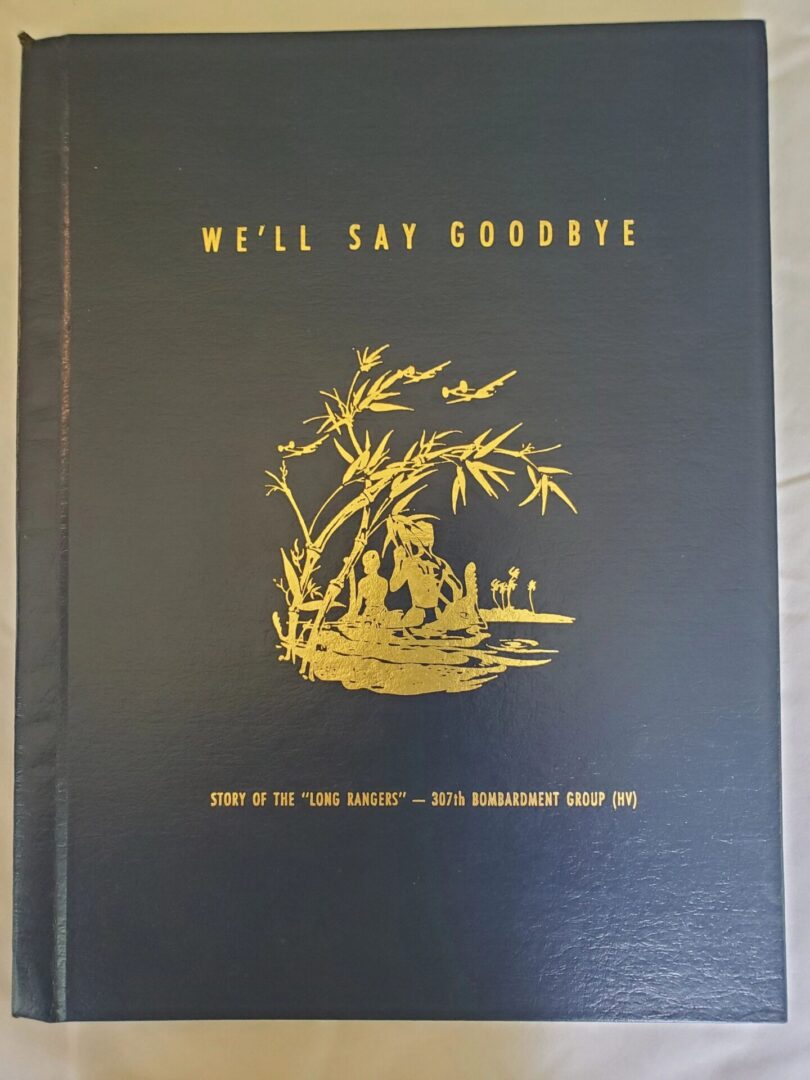 WE'LL SAY GOODBYE
STORY OF THE "LONG RANGERS" — 307th BOMBARDMENT GROUP (HV)